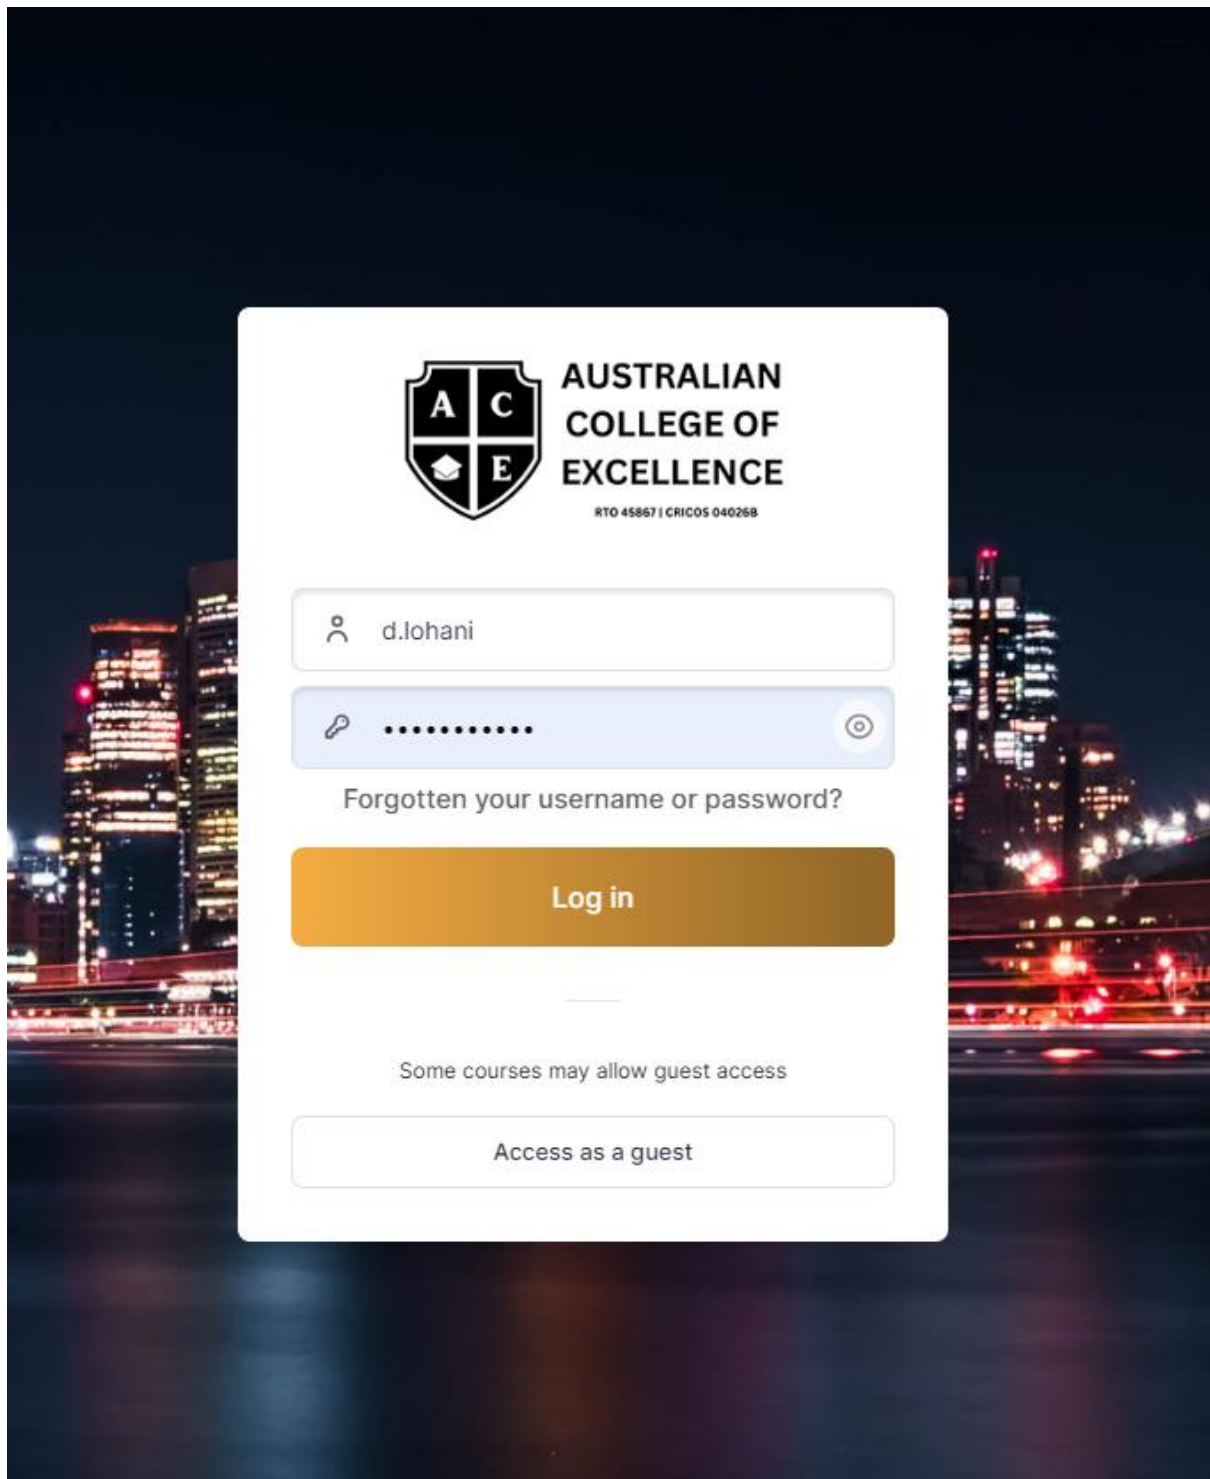 A C
E
AUSTRALIAN
COLLEGE OF
EXCELLENCE
RTO 45867 | CRICOS 04026B
d.lohani
•••••••••••
Forgotten your username or password?
Log in
Some courses may allow guest access
Access as a guest